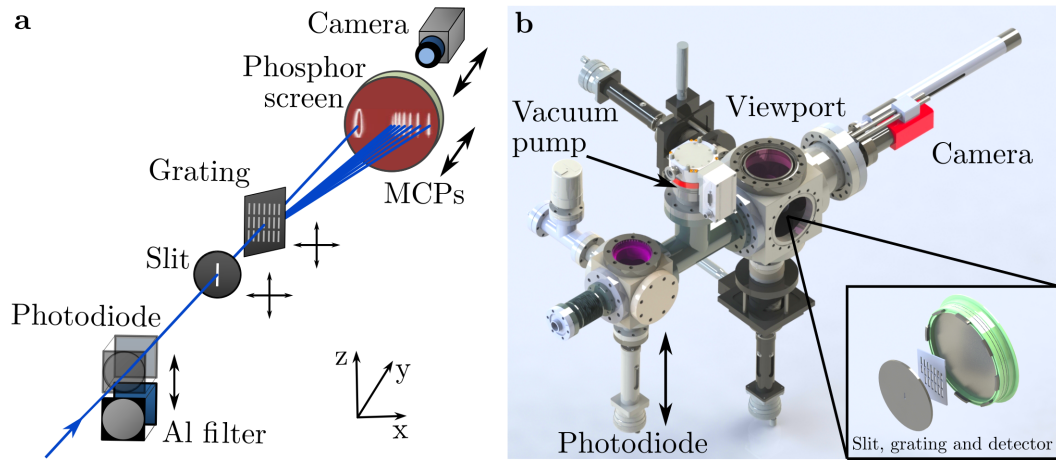 a
Camera
Phosphor
screen
MCPs
Grating
Slit
Photodiode
Al filter
z
y
x
b
Vacuum
pump
Viewport
Camera
Photodiode
Slit, grating and detector